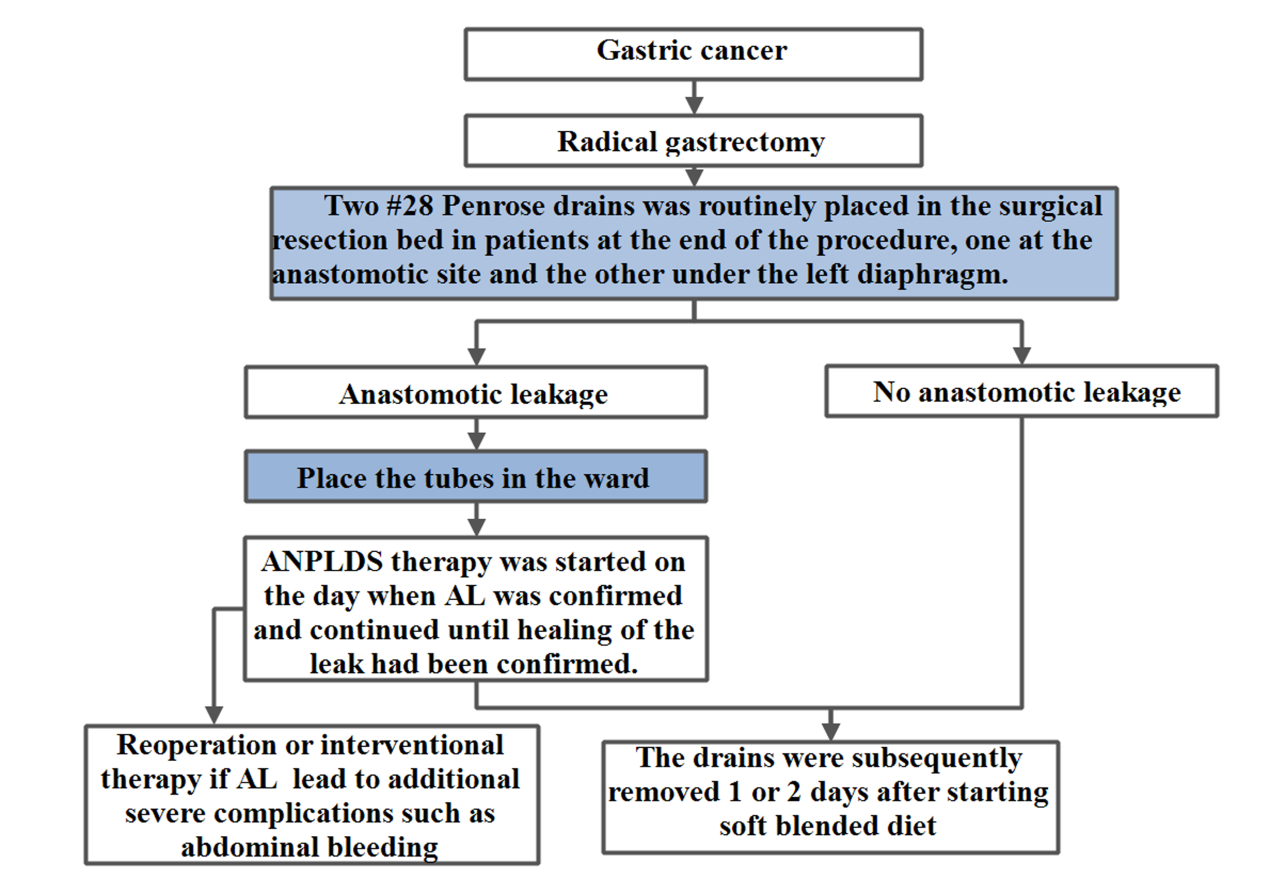 Gastric cancer
Radical gastrectomy
Two #28 Penrose drains was routinely placed in the surgical
resection bed in patients at the end of the procedure, one at the
anastomotic site and the other under the left diaphragm.
Anastomotic leakage
No anastomotic leakage
Place the tubes in the ward
ANPLDS therapy was started on
the day when AL was confirmed
and continued until healing of the
leak had been confirmed.
Reoperation or interventional
therapy if AL lead to additional
severe complications such as
abdominal bleeding
The drains were subsequently
removed 1 or 2 days after starting
soft blended diet